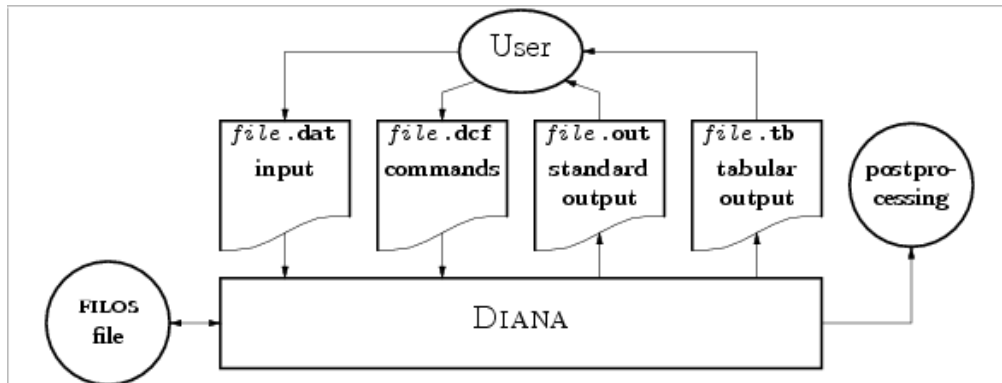 User
file.dat
input
file.dcf
commands
file.out
standard
output
file.tb
tabular
output
postpro-
cessing
FILOS
file
DIANA